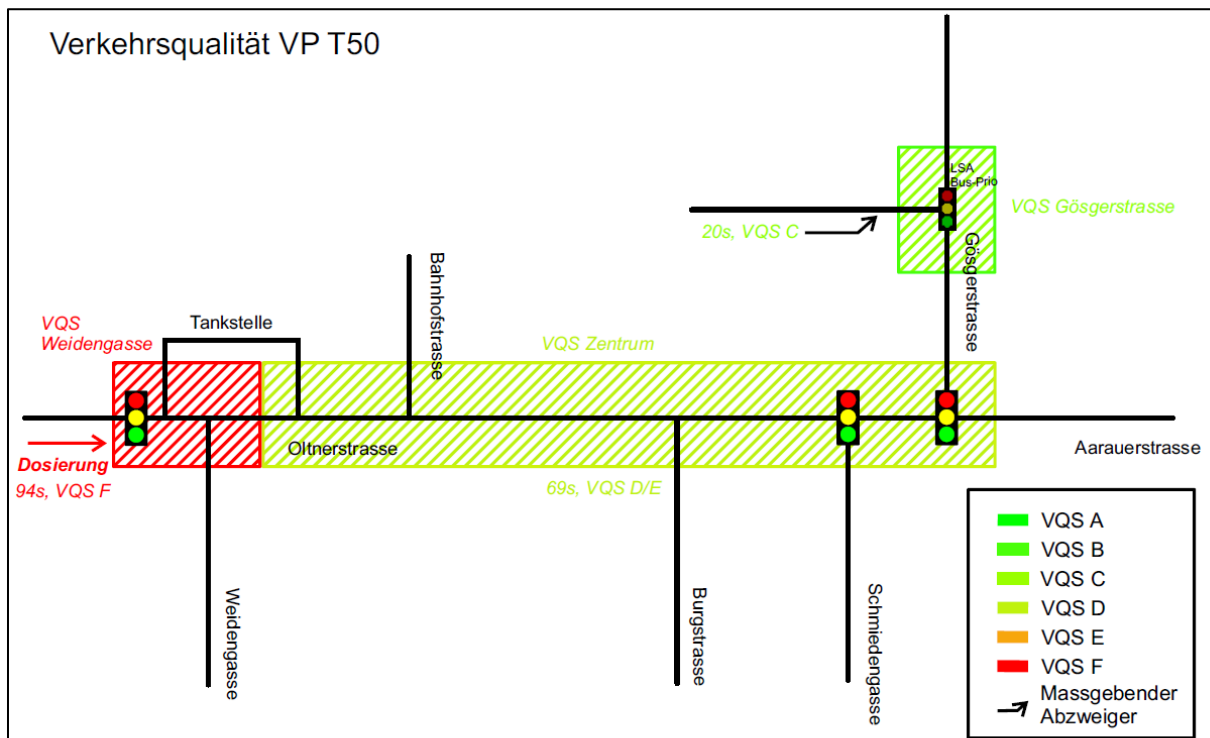 Verkehrsqualität VP T50
LSA
Bus-Prio
VQS Gösgerstrasse
20s, VQS C
Gösgerstrasse
Bahnhofstrasse
VQS
Weidengasse
Tankstelle
VQS Zentrum
Oltnerstrasse
Aarauerstrasse
Dosierung
94s, VQS F
69s, VQS D/E
Weidengasse
Burgstrasse
Schmiedengasse
VQS A
VQS B
VQS C
VQS D
VQS E
VQS F
Massgebender
Abzweiger